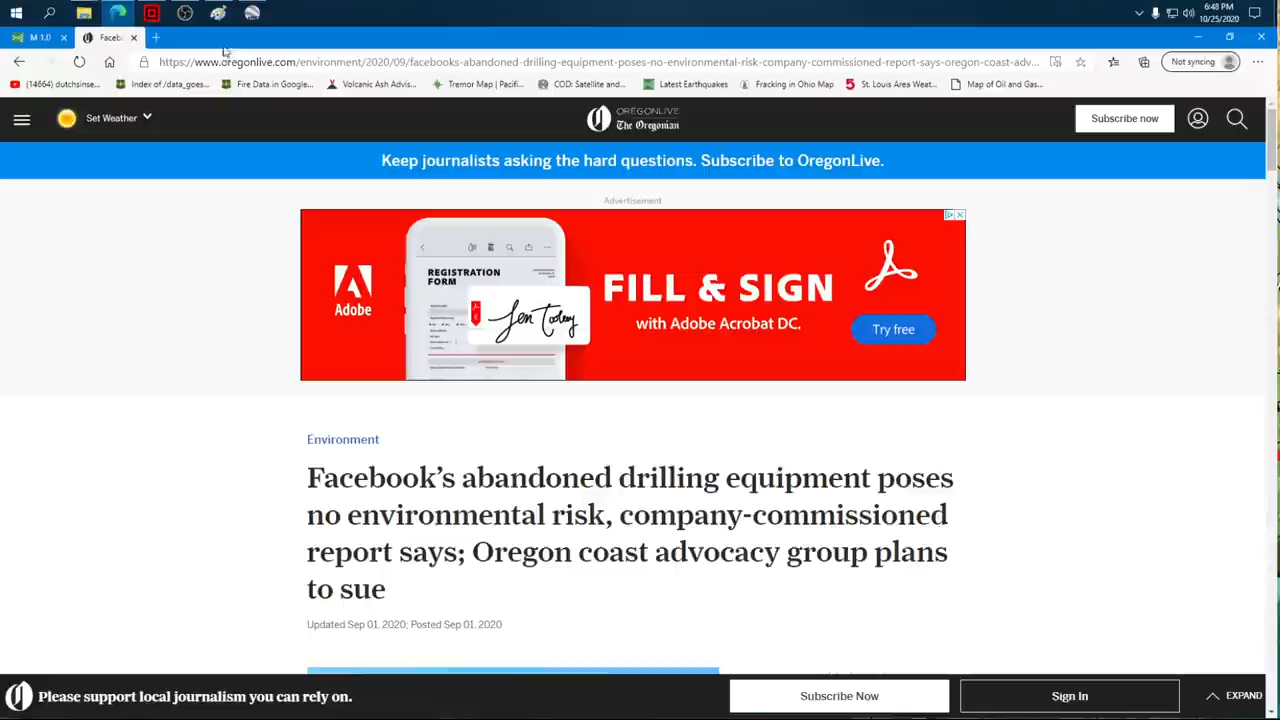 6:48 PM
10/25/2020
M 1.0
Faceb
https://www.oregonlive.com/environment/2020/09/facebooks-abandoned-drilling-equipment-poses-no-environmental-risk-company-commissioned-report-says-oregon-coast-adv...
Not syncing
(14664) dutchsinse...
Index of /data_goes...
Fire Data in Google...
Volcanic Ash Advis...
Tremor Map | Pacifi...
COD: Satellite and...
Latest Earthquakes
Fracking in Ohio Map
St. Louis Area Weat...
Map of Oil and Gas...
Set Weather
OREGONLIVE
The Oregonian
Subscribe now
Keep journalists asking the hard questions. Subscribe to OregonLive.
Advertisement
REGISTRATION
FORM
Adobe
Jen Today
FILL & SIGN
with Adobe Acrobat DC.
Try free
Environment
Facebook's abandoned drilling equipment poses
no environmental risk, company-commissioned
report says; Oregon coast advocacy group plans
to sue
Updated Sep 01, 2020; Posted Sep 01, 2020
Please support local journalism you can rely on.
Subscribe Now
Sign In
EXPAND